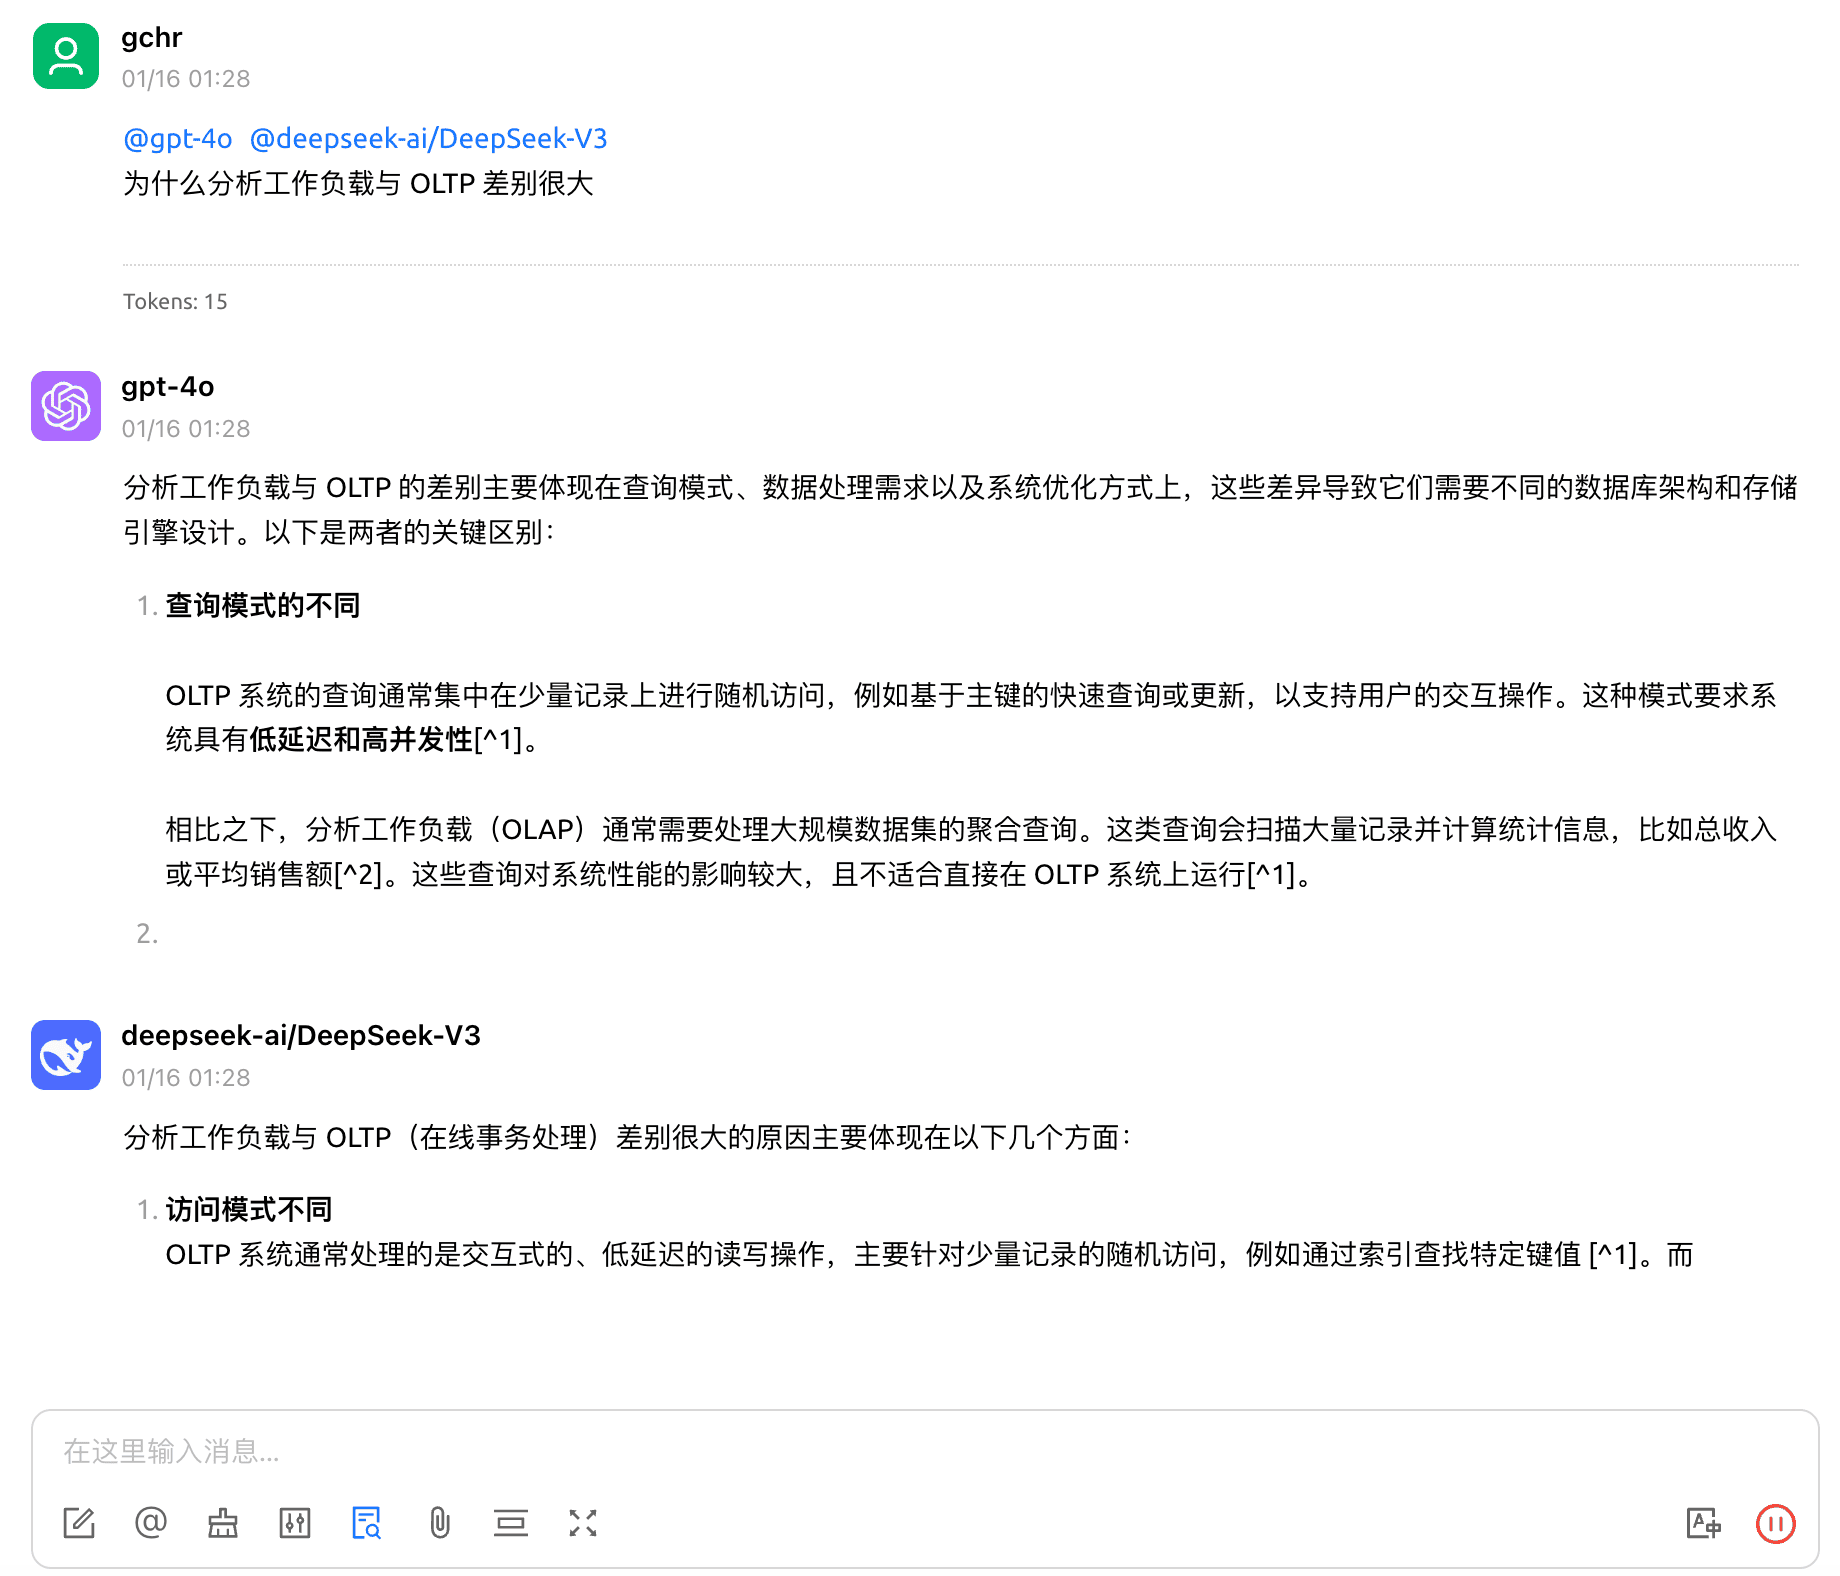 gchr
01/16 01:28
@gpt-4o @deepseek-ai/DeepSeek-V3
为什么分析工作负载与 OLTP 差别很大
Tokens: 15
gpt-4o
01/16 01:28
分析工作负载与 OLTP 的差别主要体现在查询模式、数据处理需求以及系统优化方式上，这些差异导致它们需要不同的数据库架构和存储
引擎设计。以下是两者的关键区别：
1. 查询模式的不同
OLTP 系统的查询通常集中在少量记录上进行随机访问，例如基于主键的快速查询或更新，以支持用户的交互操作。这种模式要求系
统具有低延迟和高并发性[^1]。
相比之下，分析工作负载（OLAP）通常需要处理大规模数据集的聚合查询。这类查询会扫描大量记录并计算统计信息，比如总收入
或平均销售额[^2]。这些查询对系统性能的影响较大，且不适合直接在 OLTP 系统上运行[^1]。
2.
deepseek-ai/DeepSeek-V3
01/16 01:28
分析工作负载与 OLTP（在线事务处理）差别很大的原因主要体现在以下几个方面：
1. 访问模式不同
OLTP 系统通常处理的是交互式的、低延迟的读写操作，主要针对少量记录的随机访问，例如通过索引查找特定键值 [^1]。而
在这里输入消息...